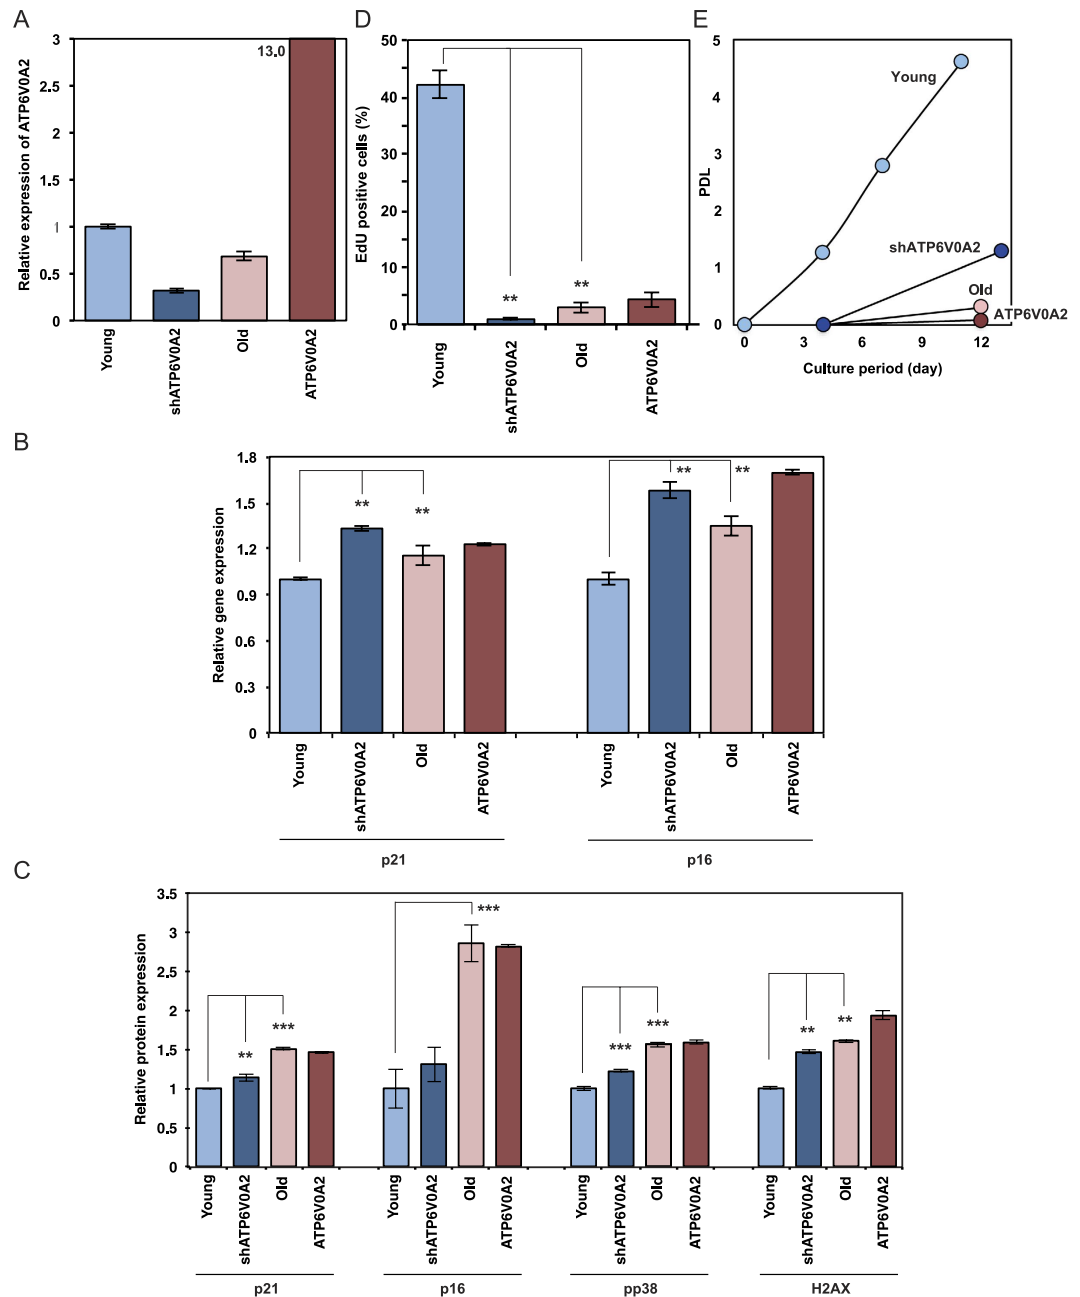 A
Relative expression of ATP6V0A2
3
2.5
2
1.5
1
0.5
0
13.0
Young
shATP6V0A2
Old
ATP6V0A2
D
EdU positive cells (%)
50
40
30
20
10
0
**
**
Young
shATP6V0A2
Old
ATP6V0A2
E
PDL
5
4
3
2
1
0
Young
shATP6V0A2
Old
ATP6V0A2
0
3
6
9
12
Culture period (day)
B
Relative gene expression
1.8
1.5
1.2
0.9
0.6
0.3
0
**
**
**
**
Young
shATP6V0A2
Old
ATP6V0A2
Young
shATP6V0A2
Old
ATP6V0A2
p21
p16
C
Relative protein expression
3.5
3
2.5
2
1.5
1
0.5
0
**
***
***
***
***
**
**
Young
shATP6V0A2
Old
ATP6V0A2
Young
shATP6V0A2
Old
ATP6V0A2
Young
shATP6V0A2
Old
ATP6V0A2
Young
shATP6V0A2
Old
ATP6V0A2
p21
p16
pp38
H2AX